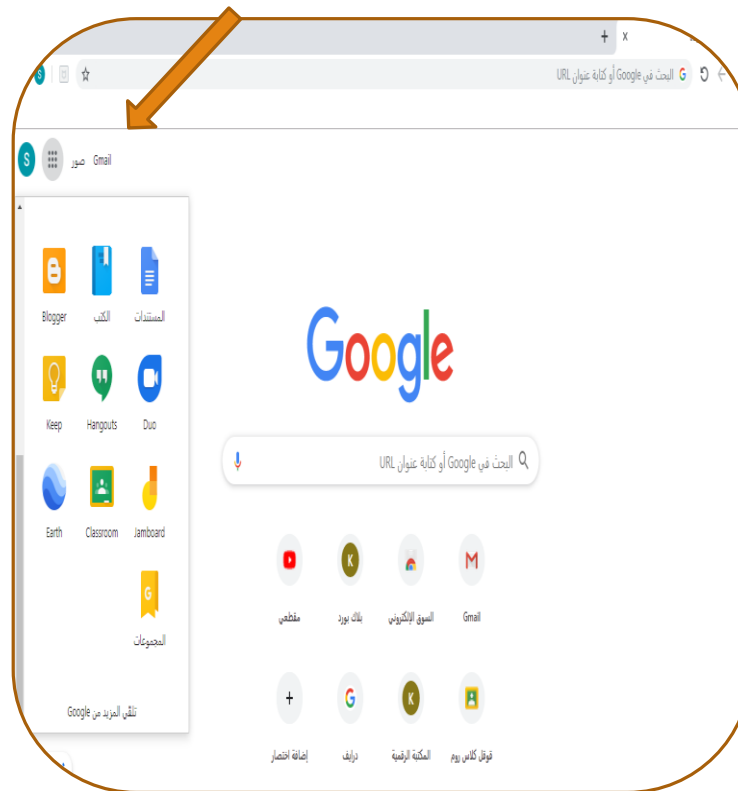 البحث في Google أو كتابة عنوان URL
Gmail صور
S
المستندات الكتب Blogger
Duo Hangouts Keep
Jamboard Classroom Earth
المجموعات
تلقّي المزيد من Google
Google
البحث في Google أو كتابة عنوان URL
Gmail السوق الإلكتروني بلاك بورد مقطعي
K
قوقل كلاس روم المكتبة الرقمية درايف إضافة اختصار
K